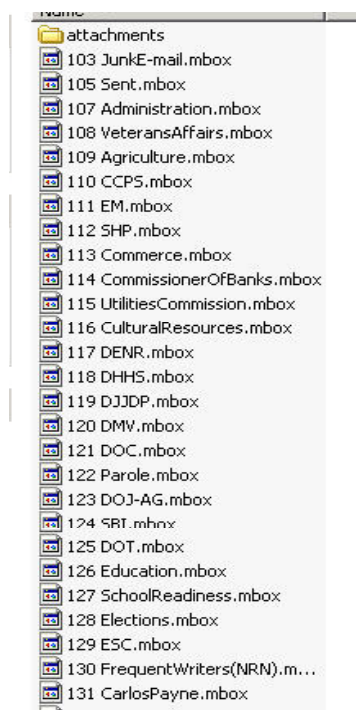 Name
attachments
103 JunkE-mail.mbox
105 Sent.mbox
107 Administration.mbox
108 VeteransAffairs.mbox
109 Agriculture.mbox
110 CCPS.mbox
111 EM.mbox
112 SHP.mbox
113 Commerce.mbox
114 CommissionerOfBanks.mbox
115 UtilitiesCommission.mbox
116 CulturalResources.mbox
117 DENR.mbox
118 DHHS.mbox
119 DJJDP.mbox
120 DMV.mbox
121 DOC.mbox
122 Parole.mbox
123 DOJ-AG.mbox
124 SBI.mbox
125 DOT.mbox
126 Education.mbox
127 SchoolReadiness.mbox
128 Elections.mbox
129 ESC.mbox
130 FrequentWriters(NRN).m...
131 CarlosPayne.mbox